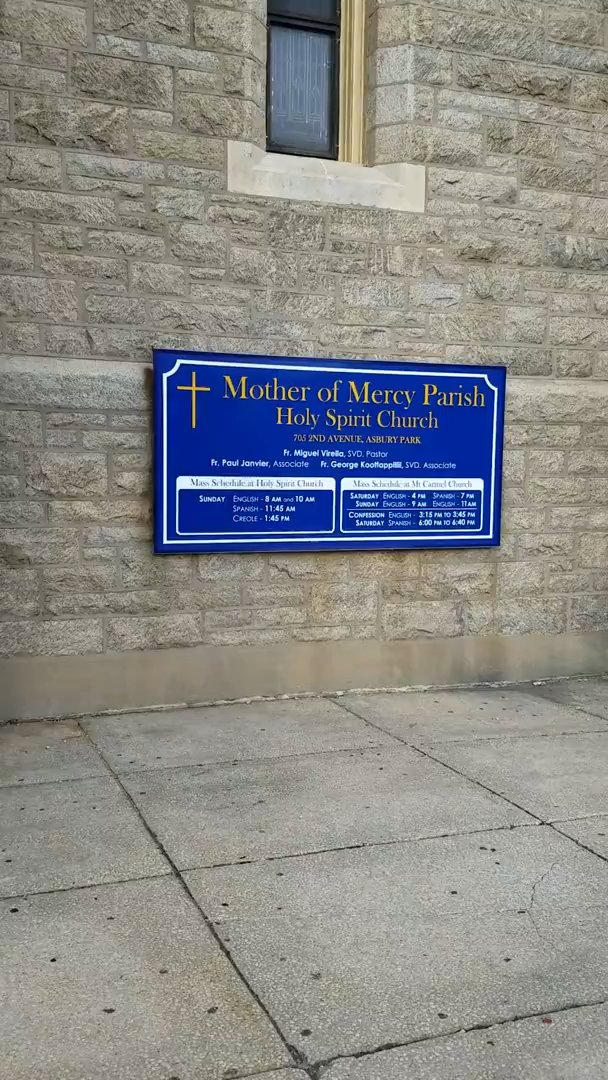 Mother of Mercy Parish
Holy Spirit Church
705 2ND AVENUE, ASBURY PARK
Fr. Miguel Virella, SVD, Pastor
Fr. Paul Janvier, Associate Fr. George Koottappillil, SVD, Associate
Mass Schedule at Holy Spirit Church
SUNDAY ENGLISH - 8 AM and 10 AM
SPANISH - 11:45 AM
CREOLE - 1:45 PM
Mass Schedule at Mt Carmel Church
SATURDAY ENGLISH - 4 PM SPANISH - 7 PM
SUNDAY ENGLISH - 9 AM ENGLISH - 11 AM
CONFESSION ENGLISH - 3:15 PM TO 3:45 PM
SATURDAY SPANISH - 6:00 PM TO 6:40 PM